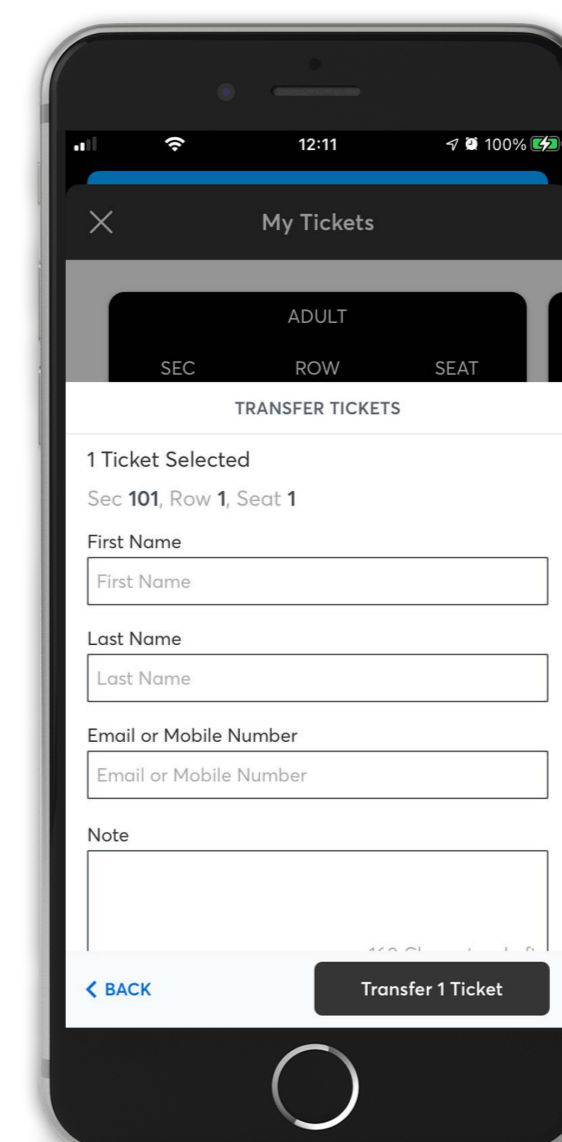 12:11 100%
My Tickets
ADULT
SEC ROW SEAT
TRANSFER TICKETS
1 Ticket Selected
Sec 101, Row 1, Seat 1
First Name
First Name
Last Name
Last Name
Email or Mobile Number
Email or Mobile Number
Note
BACK Transfer 1 Ticket